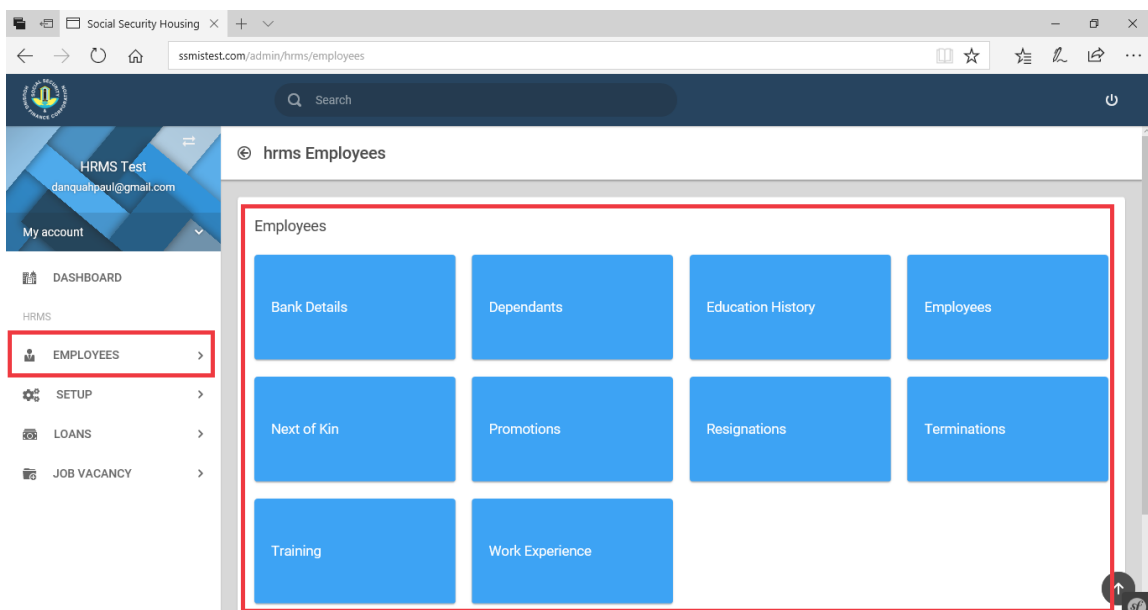 Social Security Housing
ssmistest.com/admin/hrms/employees
Search
HRMS Test
danquahpaul@gmail.com
My account
DASHBOARD
HRMS
EMPLOYEES
SETUP
LOANS
JOB VACANCY
hrms Employees
Employees
Bank Details
Dependants
Education History
Employees
Next of Kin
Promotions
Resignations
Terminations
Training
Work Experience